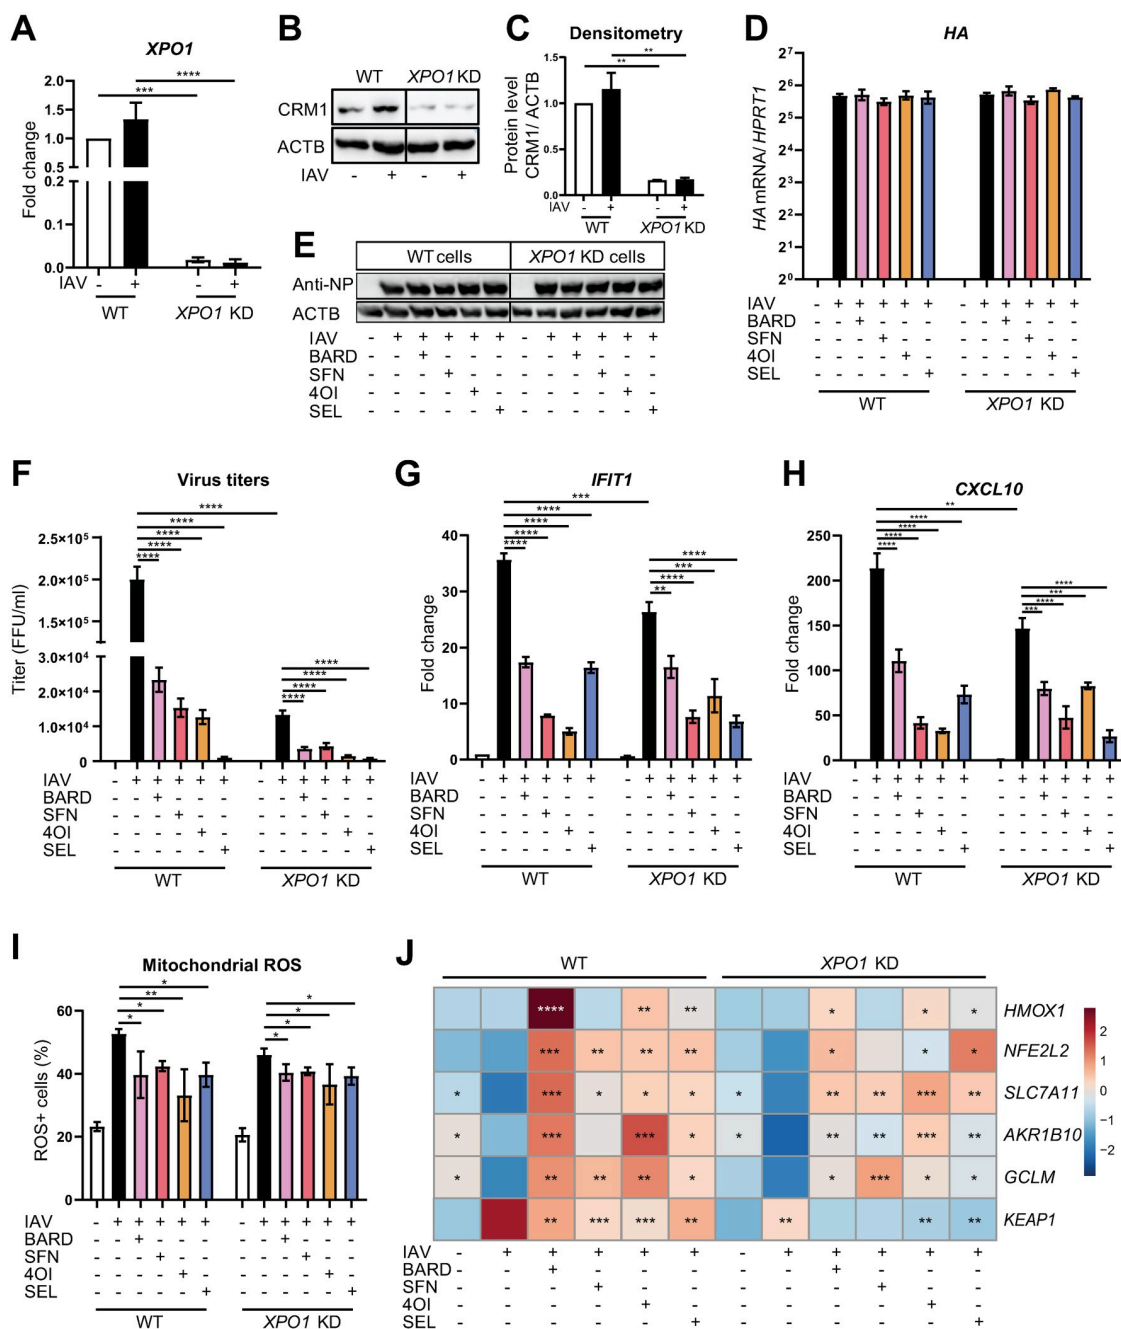 A
XPO1
Fold change
2.0
1.5
1.0
0.5
0.2
0.1
0.0
****
***
IAV - + - +
WT XPO1 KD
B
WT XPO1 KD
CRM1
ACTB
IAV - + - +
C
Densitometry
Protein level
CRM1/ ACTB
1.5
1.0
0.5
0.0
**
**
IAV - + - +
WT XPO1 KD
D
HA
HA mRNA/ HPRT1
2⁷
2⁶
2⁵
2⁴
2³
2²
2¹
2⁰
IAV - + + + + + - + + + + +
BARD - - + - - - - - + - - -
SFN - - - + - - - - - + - -
4OI - - - - + - - - - - + -
SEL - - - - - + - - - - - +
WT XPO1 KD
E
WT cells XPO1 KD cells
Anti-NP
ACTB
IAV - + + + + + - + + + + +
BARD - - + - - - - - + - - -
SFN - - - + - - - - - + - -
4OI - - - - + - - - - - + -
SEL - - - - - + - - - - - +
F
Virus titers
Titer (FFU/ml)
2.5×10⁵
2.0×10⁵
1.5×10⁵
3.0×10⁴
2.0×10⁴
1.0×10⁴
0
****
****
****
****
****
****
****
****
****
IAV - + + + + + - + + + + +
BARD - - + - - - - - + - - -
SFN - - - + - - - - - + - -
4OI - - - - + - - - - - + -
SEL - - - - - + - - - - - +
WT XPO1 KD
G
IFIT1
Fold change
40
30
20
10
0
***
****
****
****
****
****
***
****
**
IAV - + + + + + - + + + + +
BARD - - + - - - - - + - - -
SFN - - - + - - - - - + - -
4OI - - - - + - - - - - + -
SEL - - - - - + - - - - - +
WT XPO1 KD
H
CXCL10
Fold change
250
200
150
100
50
0
**
****
****
****
****
****
***
****
***
IAV - + + + + + - + + + + +
BARD - - + - - - - - + - - -
SFN - - - + - - - - - + - -
4OI - - - - + - - - - - + -
SEL - - - - - + - - - - - +
WT XPO1 KD
I
Mitochondrial ROS
ROS+ cells (%)
60
40
20
0
*
**
*
*
*
*
*
*
IAV - + + + + + - + + + + +
BARD - - + - - - - - + - - -
SFN - - - + - - - - - + - -
4OI - - - - + - - - - - + -
SEL - - - - - + - - - - - +
WT XPO1 KD
J
WT XPO1 KD
**** ** ** * * * HMOX1
*** ** ** ** * * * NFE2L2
* *** * * * * ** ** *** ** SLC7A11
* *** *** * * ** ** *** ** AKR1B10
* ** ** ** * * *** * * GCLM
** *** *** ** ** ** ** KEAP1
2
1
0
−1
−2
IAV - + + + + + - + + + + +
BARD - - + - - - - - + - - -
SFN - - - + - - - - - + - -
4OI - - - - + - - - - - + -
SEL - - - - - + - - - - - +